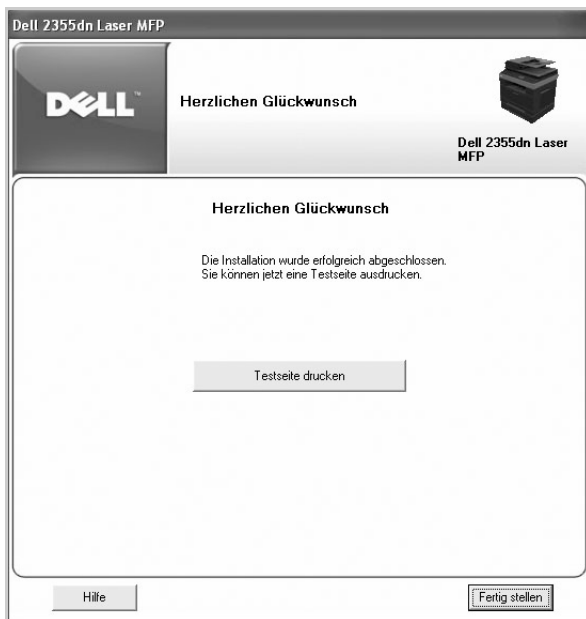 Dell 2355dn Laser MFP
DELL™
Herzlichen Glückwunsch
Dell 2355dn Laser
MFP
Herzlichen Glückwunsch
Die Installation wurde erfolgreich abgeschlossen.
Sie können jetzt eine Testseite ausdrucken.
Testseite drucken
Hilfe
Fertig stellen